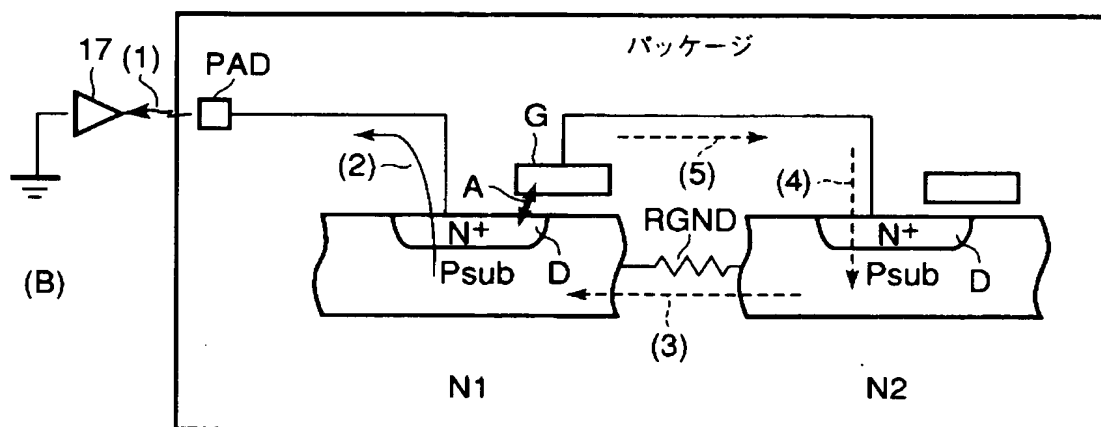 パッケージ
17
(1)
PAD
G
(2)
A
(5)
(4)
RGND
N+
D
Psub
N+
D
Psub
(B)
(3)
N1
N2